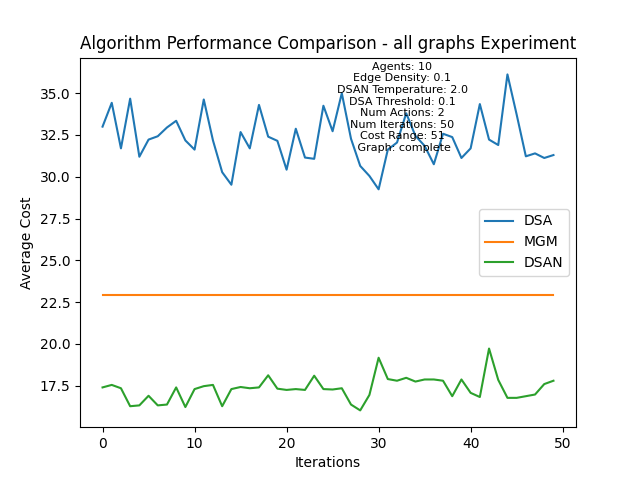 Algorithm Performance Comparison - all graphs Experiment
Agents: 10
Edge Density: 0.1
DSAN Temperature: 2.0
DSA Threshold: 0.1
Num Actions: 2
Num Iterations: 50
Cost Range: 51
Graph: complete
35.0
32.5
30.0
27.5
25.0
22.5
20.0
17.5
Average Cost
DSA
MGM
DSAN
0
10
20
30
40
50
Iterations